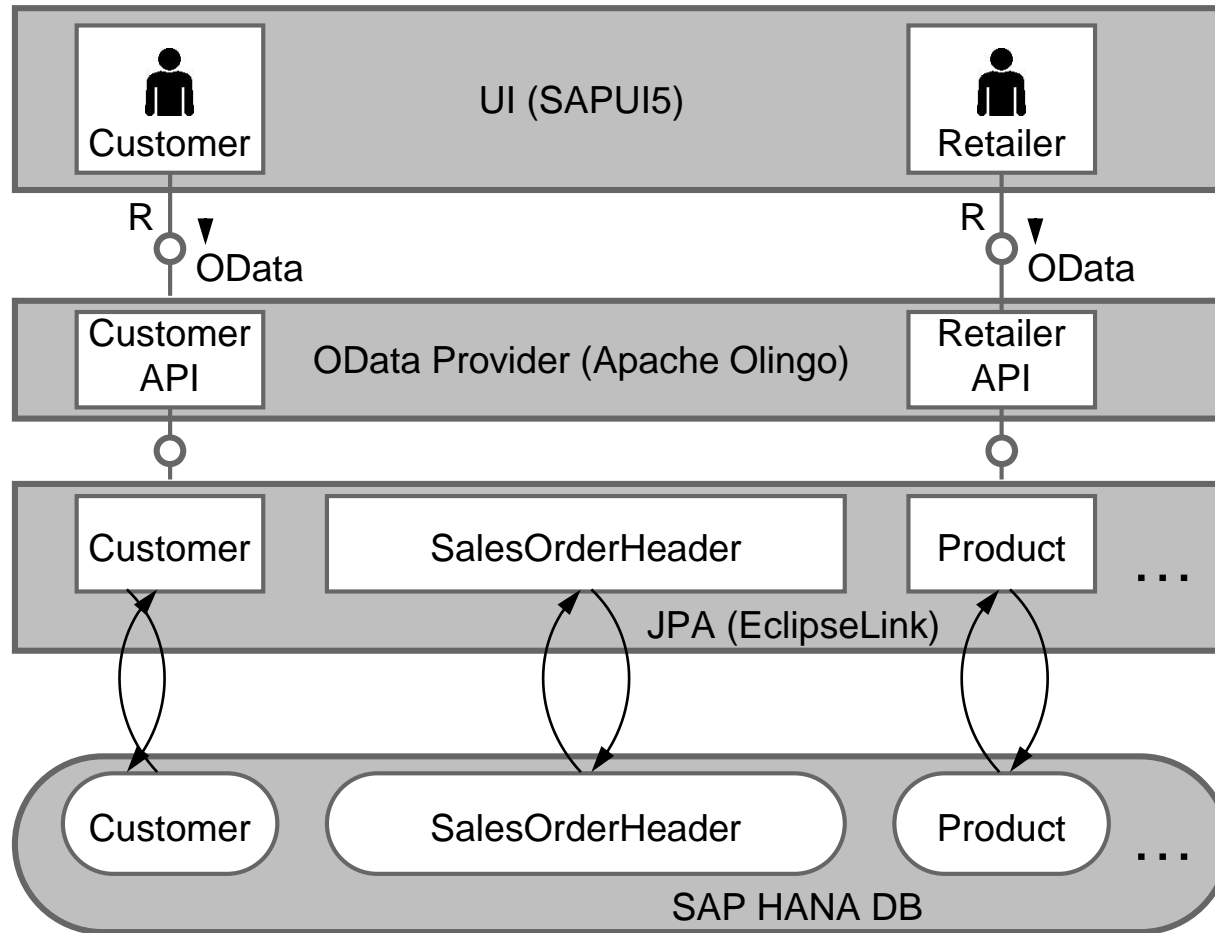 UI (SAPUI5)
Customer
Retailer
R
OData
R
OData
Customer
API
OData Provider (Apache Olingo)
Retailer
API
Customer
SalesOrderHeader
Product
...
JPA (EclipseLink)
Customer
SalesOrderHeader
Product
...
SAP HANA DB